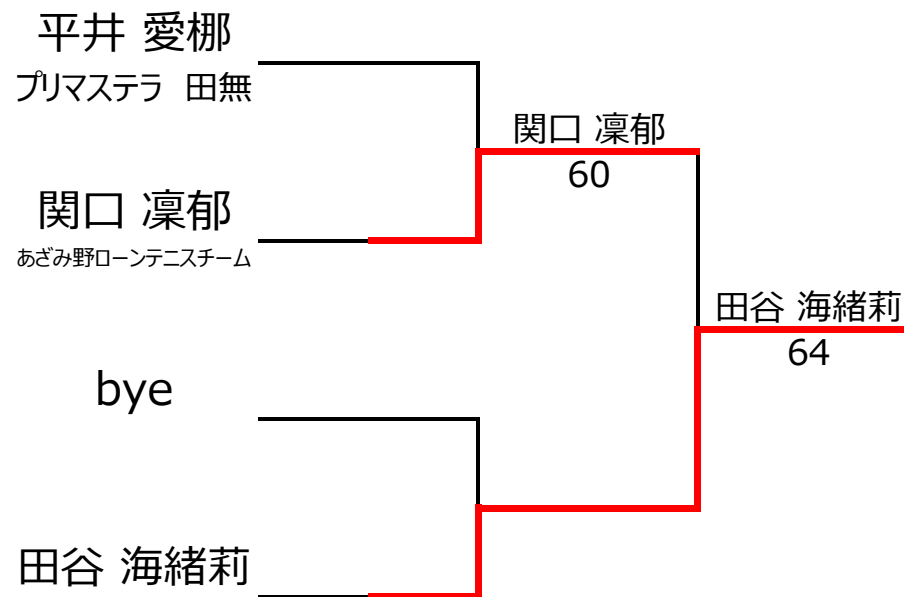 平井 愛梛
プリマステラ　田無
関口 凜郁
60
関口 凜郁
あざみ野ローンテニスチーム
田谷 海緒莉
64
bye
田谷 海緒莉